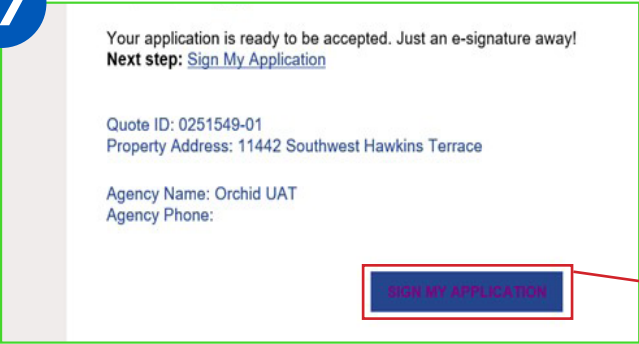 Your application is ready to be accepted. Just an e-signature away!
Next step: Sign My Application
Quote ID: 0251549-01
Property Address: 11442 Southwest Hawkins Terrace
Agency Name: Orchid UAT
Agency Phone:
SIGN MY APPLICATION